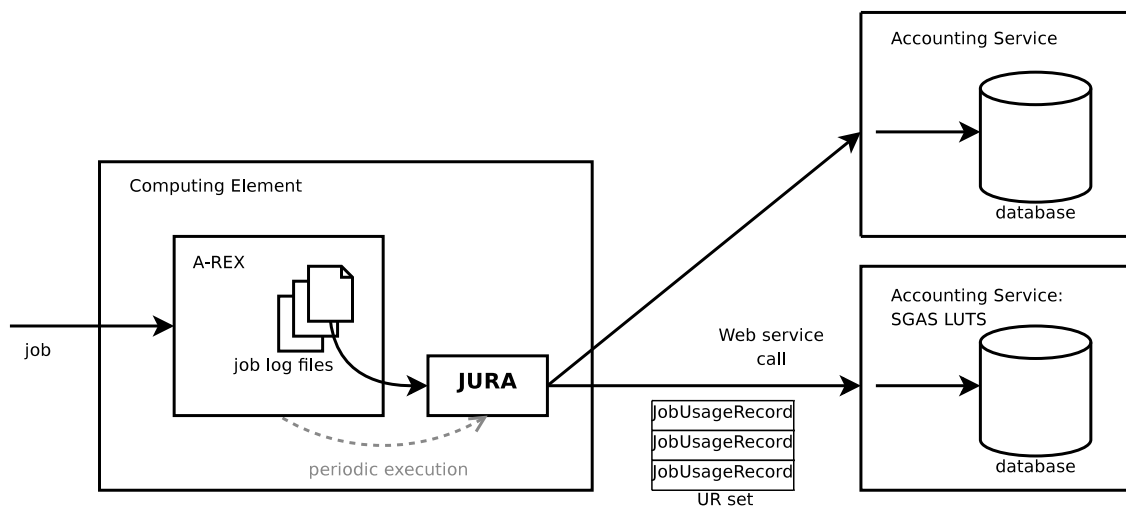 Accounting Service
database
Computing Element
A-REX
job
job log files
JURA
periodic execution
Web service
call
JobUsageRecord
JobUsageRecord
JobUsageRecord
UR set
Accounting Service:
SGAS LUTS
database